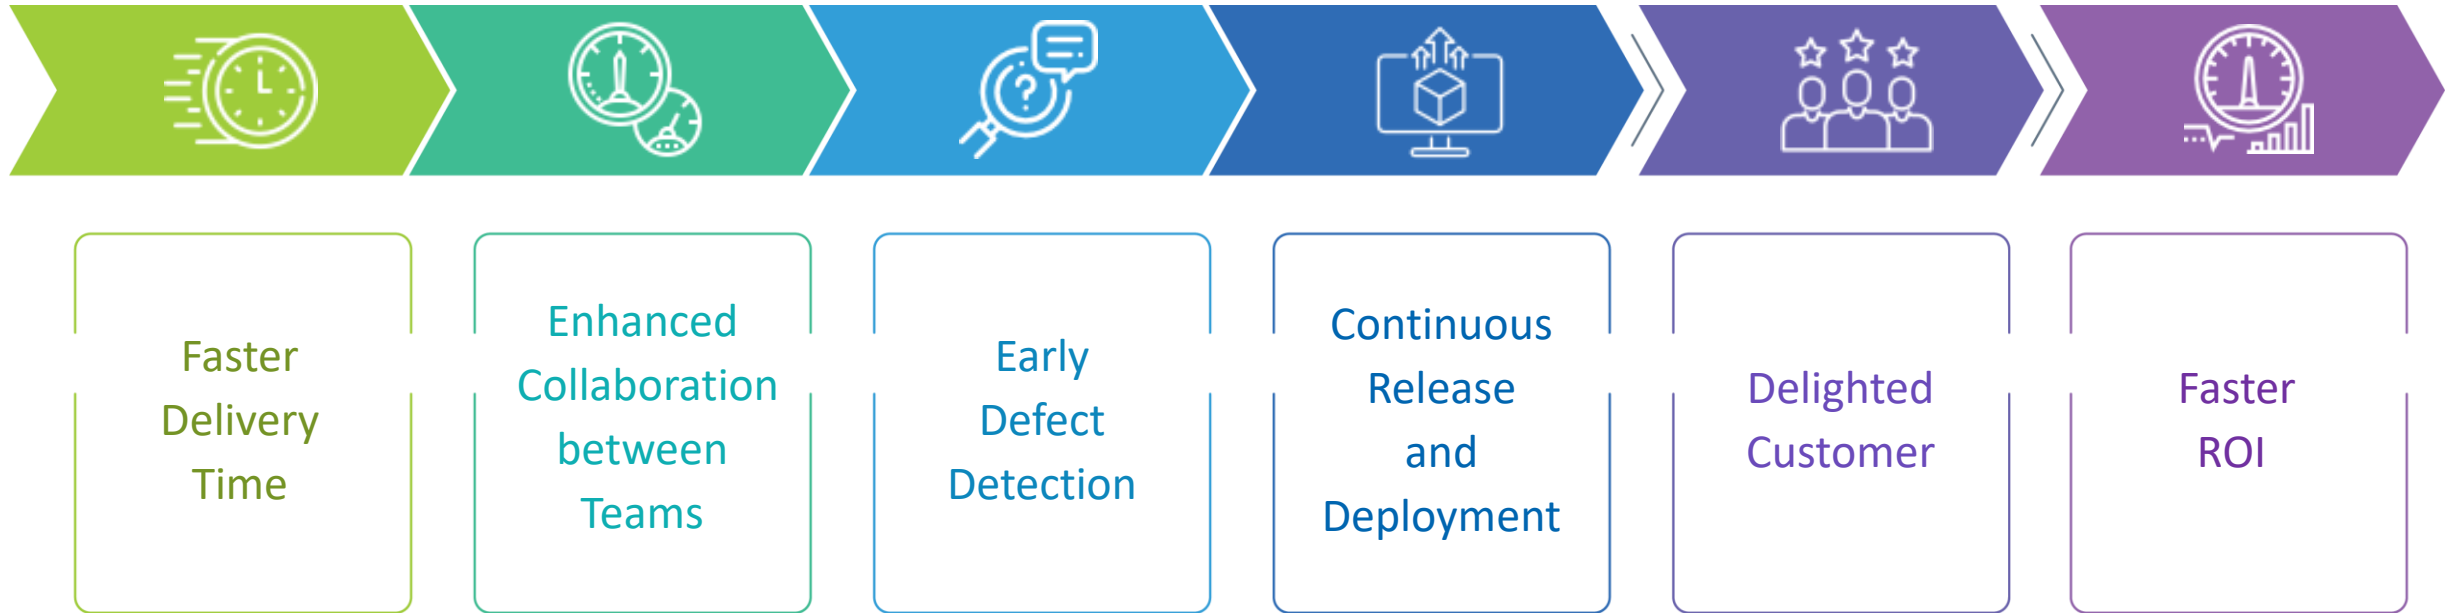 Faster
Delivery
Time
Enhanced
Collaboration
between
Teams
Early
Defect
Detection
Continuous
Release
and
Deployment
Delighted
Customer
Faster
ROI